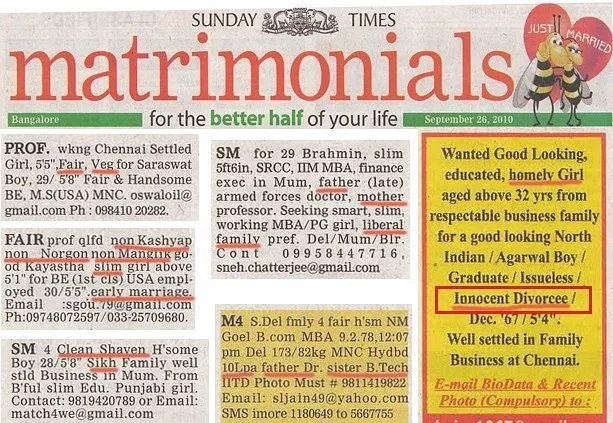 SUNDAY TIMES
JUST MARRIED
matrimonials
Bangalore
for the better half of your life
September 26, 2010
PROF. wkng Chennai Settled
Girl, 5'5",Fair, Veg for Saraswat
Boy, 29/ 5'8" Fair & Handsome
BE, M.S(USA) MNC. oswaloil@
gmail.com Ph : 098410 20282.
FAIR prof qlfd non Kashyap
non Norgon non Manglik go-
od Kayastha slim girl above
5'1" for BE (1st cls) USA empl-
oyed 30/5'5".early marriage.
Email :sgou.79@gmail.com
Ph:09748072597/033-25709680.
SM 4 Clean Shaven H'some
Boy 28/5'8" Sikh Family well
stld Business in Mum. From
B'ful slim Edu. Punjabi girl.
Contact: 9819420789 or Email:
match4we@gmail.com
SM for 29 Brahmin, slim
5ft6in, SRCC, IIM MBA, finance
exec in Mum, father (late)
armed forces doctor, mother
professor. Seeking smart, slim,
working MBA/PG girl, liberal
family pref. Del/Mum/Blr.
Cont 09958447716,
sneh.chatterjee@gmail.com
M4 S.Del fmly 4 fair h'sm NM
Goel B.com MBA 9.2.78,12:07
pm Del 173/82kg MNC Hydbd
10Lpa father Dr. sister B.Tech
IITD Photo Must # 9811419822
Email: sljain49@yahoo.com
SMS imore 1180649 to 5667755
Wanted Good Looking,
educated, homely Girl
aged above 32 yrs from
respectable business family
for a good looking North
Indian / Agarwal Boy /
Graduate / Issueless /
Innocent Divorcee /
Dec. '67 / 5'4".
Well settled in Family
Business at Chennai.
E-mail BioData & Recent
Photo (Compulsory) to :